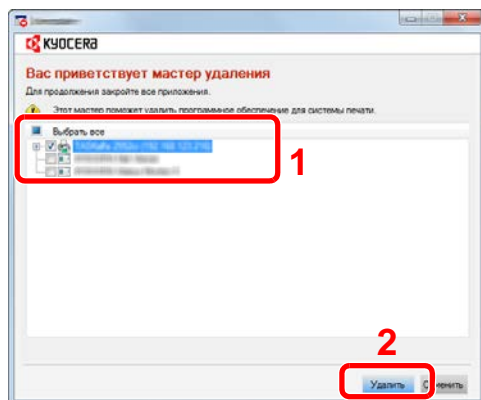 KYOCERA
Вас приветствует мастер удаления
Для продолжения закройте все приложения.
Этот мастер поможет удалить программное обеспечение для системы печати.
Выбрать все
1
2
Удалить
Отменить